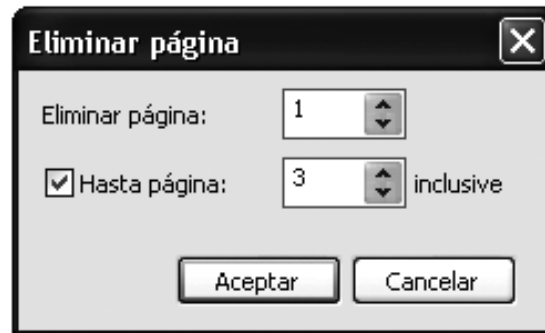 Eliminar página
Eliminar página: 1
Hasta página: 3 inclusive
Aceptar Cancelar